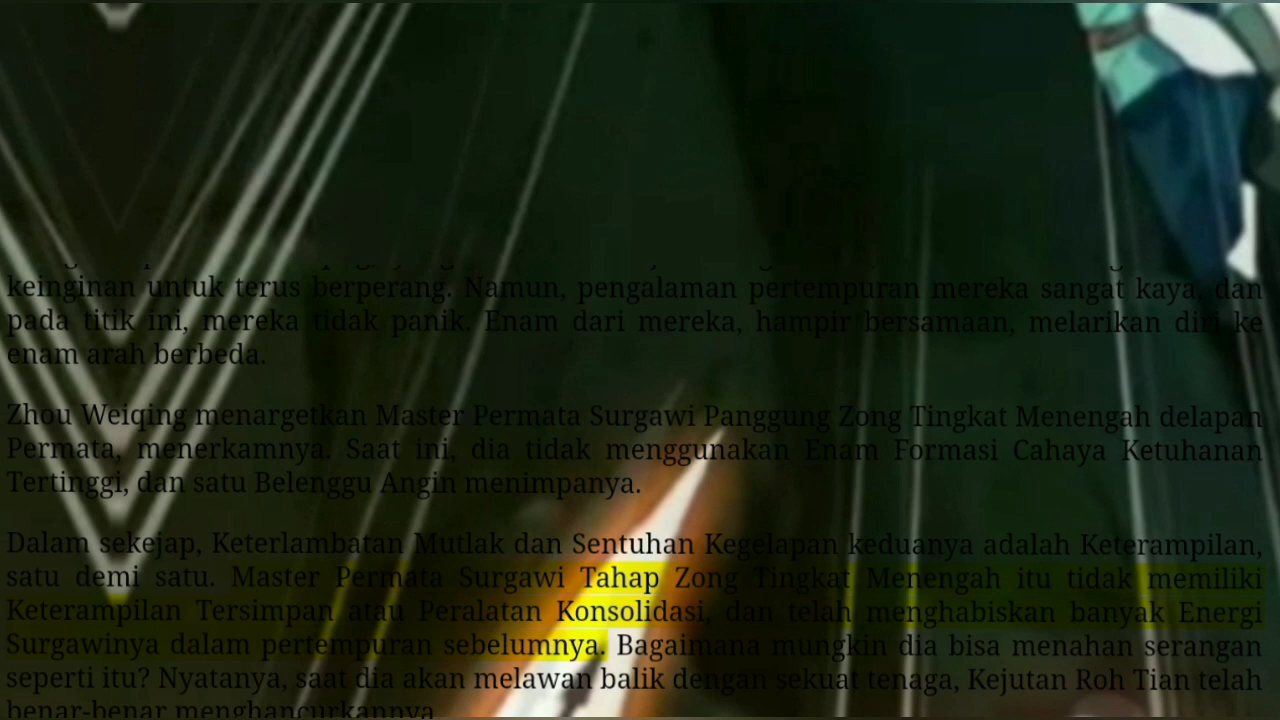 keinginan untuk terus berperang. Namun, pengalaman pertempuran mereka sangat kaya, dan
pada titik ini, mereka tidak panik. Enam dari mereka, hampir bersamaan, melarikan diri ke
enam arah berbeda.
Zhou Weiqing menargetkan Master Permata Surgawi Panggung Zong Tingkat Menengah delapan
Permata, menerkamnya. Saat ini, dia tidak menggunakan Enam Formasi Cahaya Ketuhanan
Tertinggi, dan satu Belenggu Angin menimpanya.
Dalam sekejap, Keterlambatan Mutlak dan Sentuhan Kegelapan keduanya adalah Keterampilan,
satu demi satu. Master Permata Surgawi Tahap Zong Tingkat Menengah itu tidak memiliki
Keterampilan Tersimpan atau Peralatan Konsolidasi, dan telah menghabiskan banyak Energi
Surgawinya dalam pertempuran sebelumnya. Bagaimana mungkin dia bisa menahan serangan
seperti itu? Nyatanya, saat dia akan melawan balik dengan sekuat tenaga, Kejutan Roh Tian telah
benar-benar menghancurkannya.